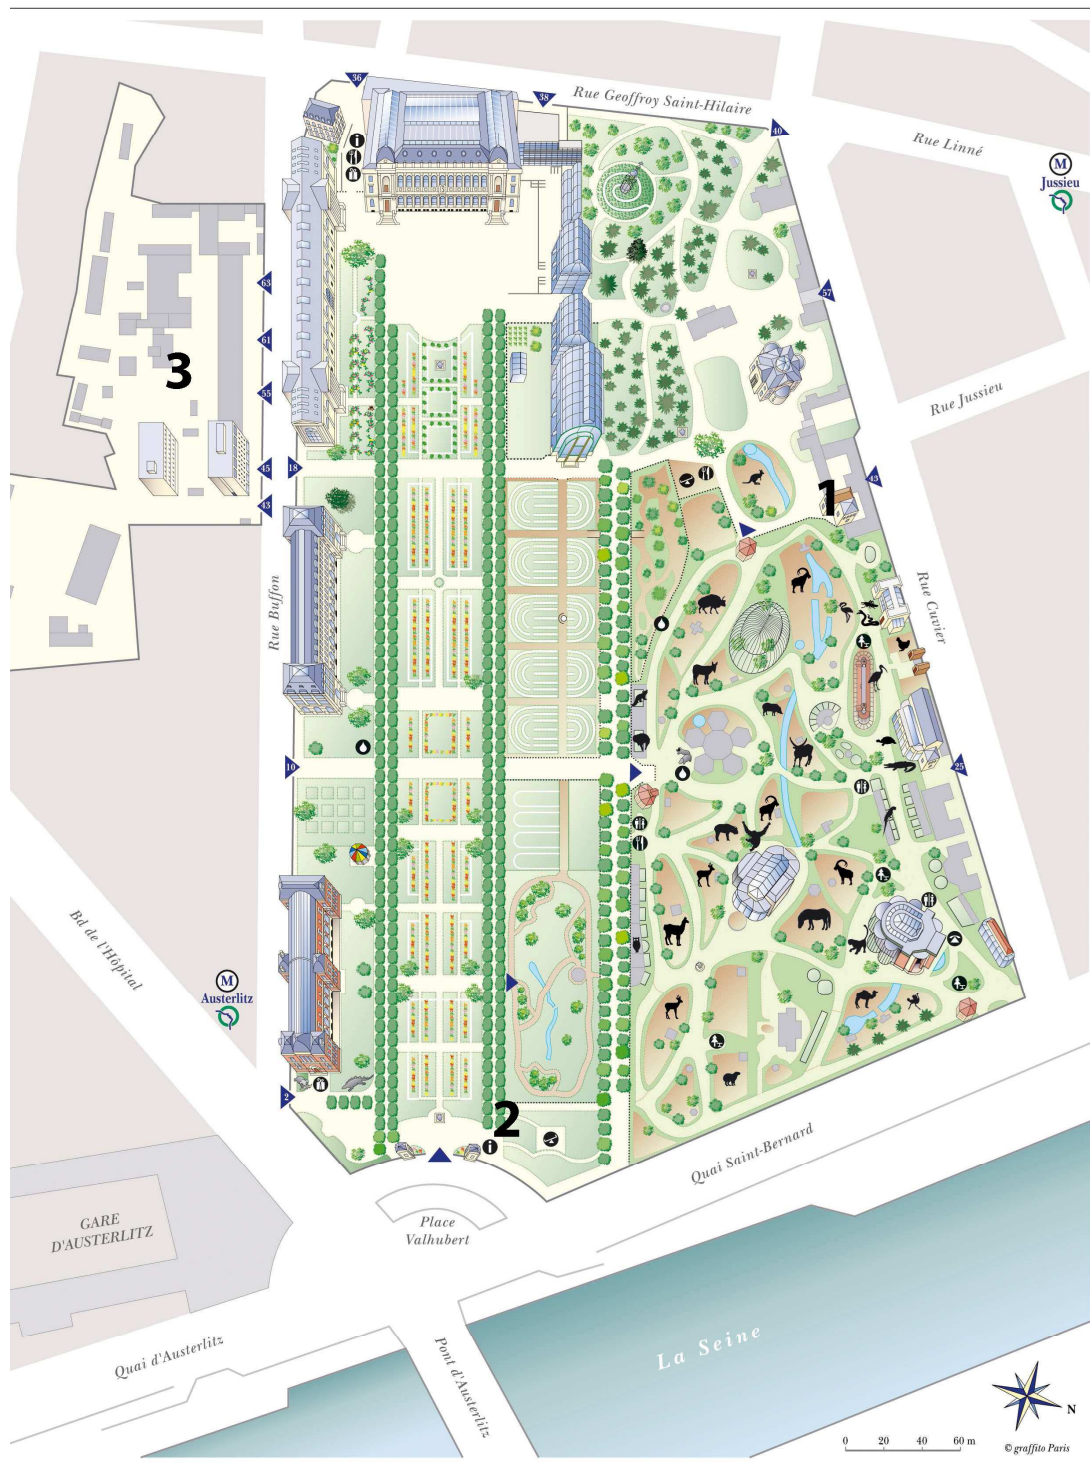 36
38
Rue Geoffroy Saint-Hilaire
40
Rue Linné
M
Jussieu
i
63
57
61
3
55
Rue Jussieu
45
18
43
43
1
Rue Buffon
Rue Cuvier
10
25
Bd de l'Hôpital
M
Austerlitz
2
2
i
Quai Saint-Bernard
GARE
D'AUSTERLITZ
Place
Valhubert
La Seine
Quai d'Austerlitz
Pont d'Austerlitz
N
0 20 40 60 m
© graffito Paris